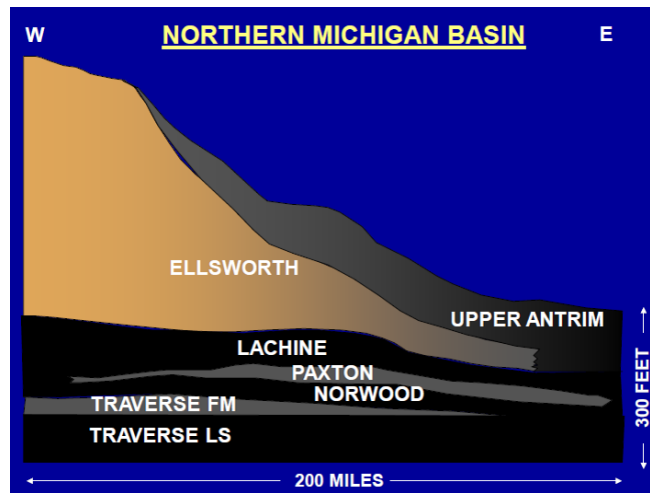 W
NORTHERN MICHIGAN BASIN
E
ELLSWORTH
UPPER ANTRIM
LACHINE
PAXTON
NORWOOD
TRAVERSE FM
TRAVERSE LS
300 FEET
200 MILES